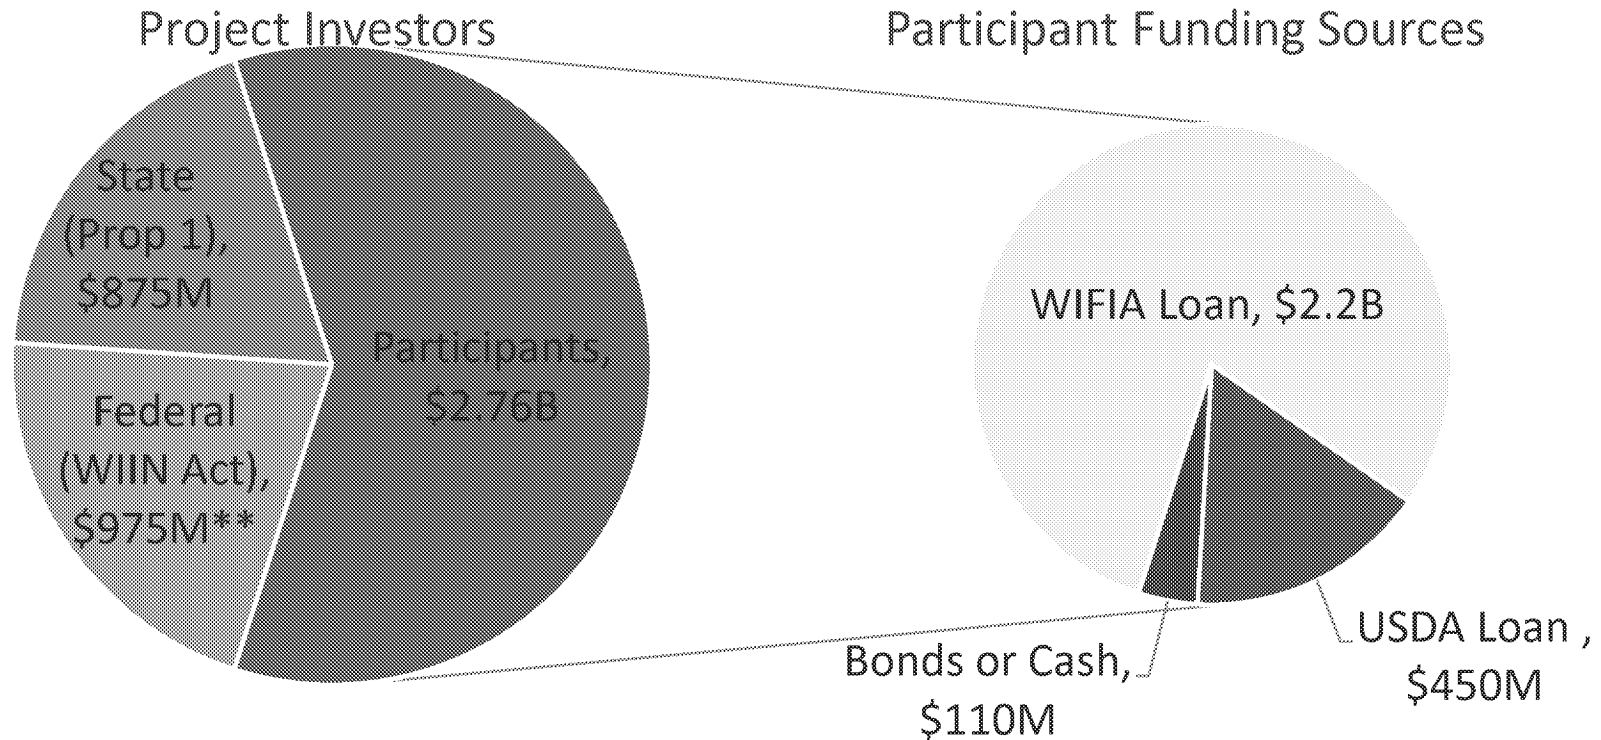 Project Investors
Participant Funding Sources
State
(Prop 1),
$875M
Participants,
$2.76B
Federal
(WIIN Act),
$975M**
WIFIA Loan, $2.2B
Bonds or Cash,
$110M
USDA Loan ,
$450M